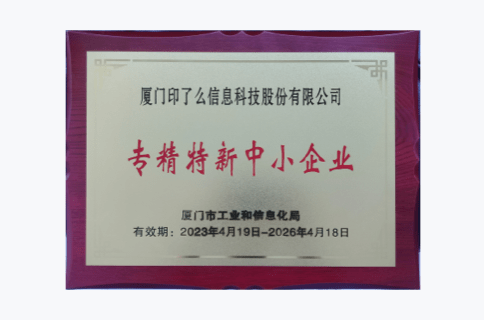 厦门印了么信息科技股份有限公司
专精特新中小企业
厦门市工业和信息化局
有效期：2023年4月19日-2026年4月18日